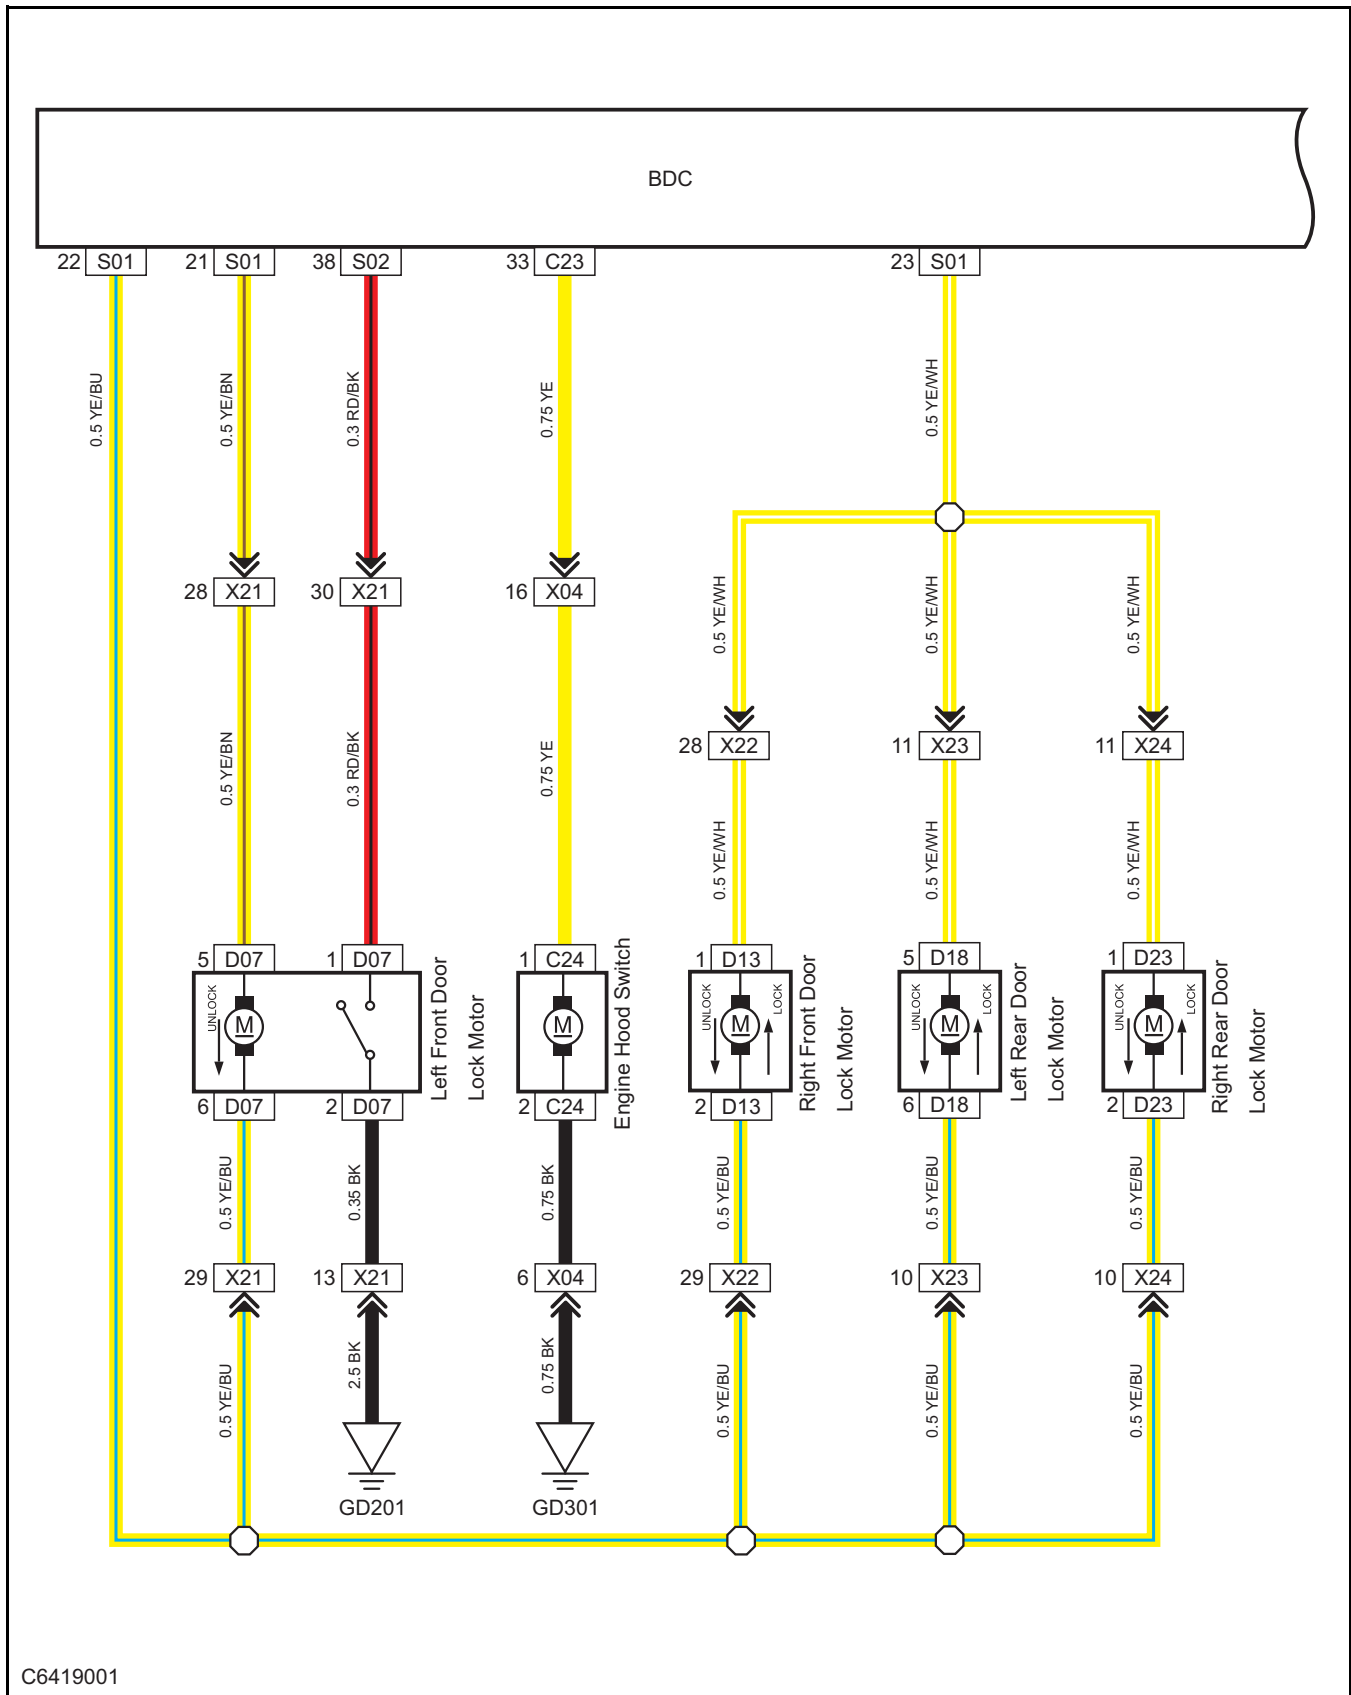 BDC
22 S01
21 S01
38 S02
33 C23
23 S01
0.5 YE/BU
0.5 YE/BN
0.3 RD/BK
0.75 YE
0.5 YE/WH
28 X21
30 X21
16 X04
0.5 YE/WH
0.5 YE/WH
0.5 YE/WH
28 X22
11 X23
11 X24
0.5 YE/BN
0.3 RD/BK
0.75 YE
0.5 YE/WH
0.5 YE/WH
0.5 YE/WH
5 D07
1 D07
1 C24
1 D13
5 D18
1 D23
UNLOCK
M
Left Front Door
Lock Motor
M
Engine Hood Switch
UNLOCK
M
LOCK
Right Front Door
Lock Motor
UNLOCK
M
LOCK
Left Rear Door
Lock Motor
UNLOCK
M
LOCK
Right Rear Door
Lock Motor
6 D07
2 D07
2 C24
2 D13
6 D18
2 D23
0.5 YE/BU
0.35 BK
0.75 BK
0.5 YE/BU
0.5 YE/BU
0.5 YE/BU
29 X21
13 X21
6 X04
29 X22
10 X23
10 X24
0.5 YE/BU
2.5 BK
0.75 BK
0.5 YE/BU
0.5 YE/BU
0.5 YE/BU
GD201
GD301
C6419001